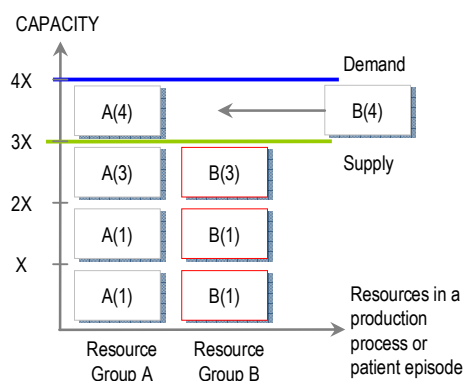 CAPACITY
4X
Demand
A(4)
B(4)
3X
Supply
A(3)
B(3)
2X
A(1)
B(1)
X
A(1)
B(1)
Resources in a
production
process or
patient episode
Resource
Group A
Resource
Group B